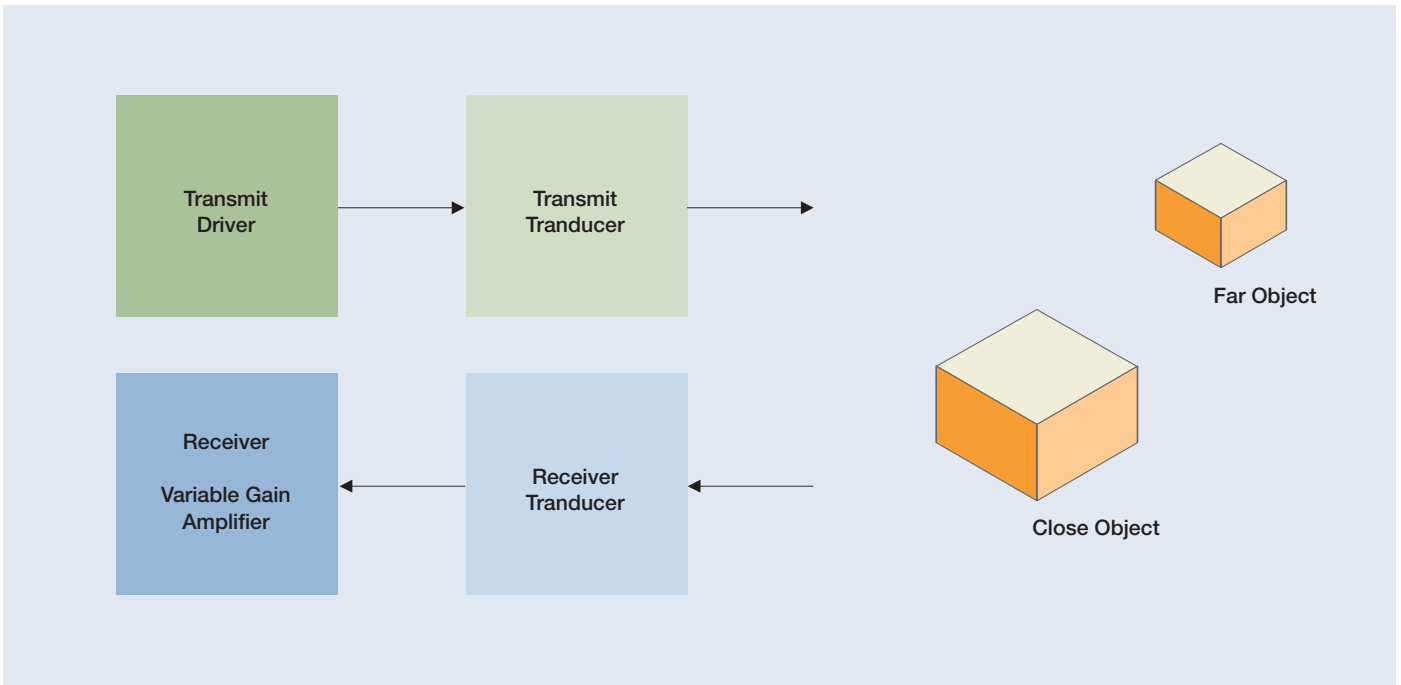 Transmit
Driver
Transmit
Tranducer
Far Object
Receiver
Variable Gain
Amplifier
Receiver
Tranducer
Close Object